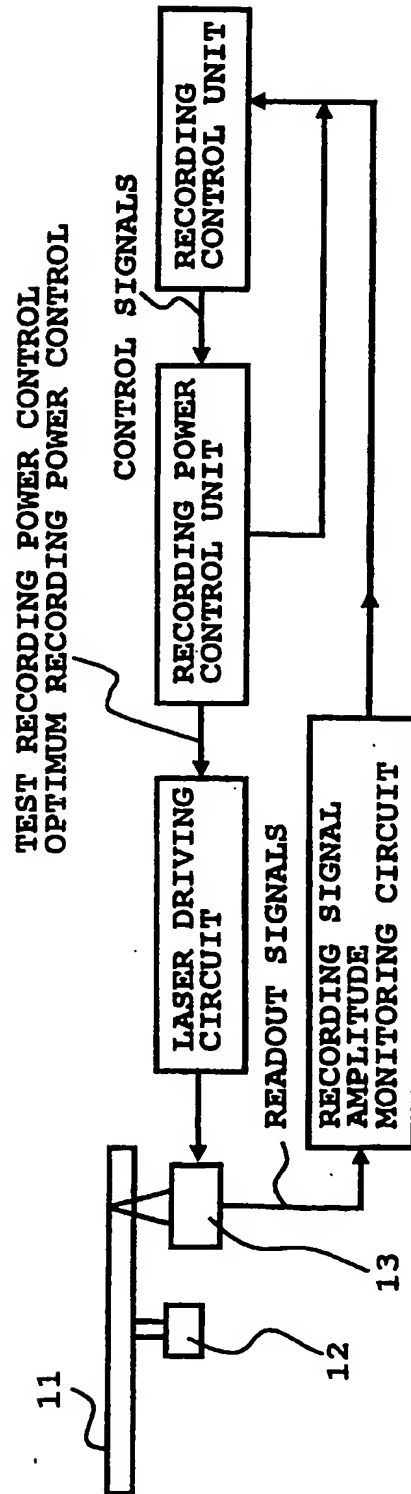 TEST RECORDING POWER CONTROL
OPTIMUM RECORDING POWER CONTROL
CONTROL SIGNALS
11
LASER DRIVING
CIRCUIT
RECORDING POWER
CONTROL UNIT
RECORDING
CONTROL UNIT
12
13
READOUT SIGNALS
RECORDING SIGNAL
AMPLITUDE
MONITORING CIRCUIT